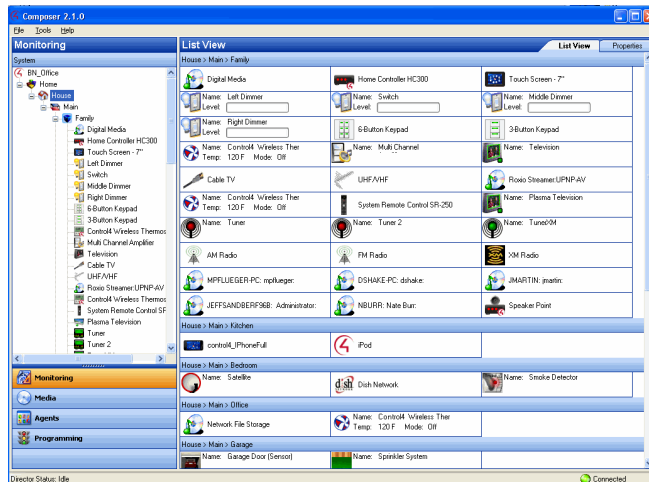 Composer 2.1.0
File Tools Help
Monitoring
List View
List View
Properties
System
House > Main > Family
BN_Office
Home
House
Main
Family
Digital Media
Home Controller HC300
Touch Screen - 7"
Left Dimmer
Switch
Middle Dimmer
Right Dimmer
6-Button Keypad
3-Button Keypad
Control4 Wireless Thermos
Multi Channel Amplifier
Television
Cable TV
UHF/VHF
Roxio Streamer:UPNP-AV
Control4 Wireless Thermos
System Remote Control SF
Plasma Television
Tuner
Tuner 2
Monitoring
Media
Agents
Programming
Digital Media
Home Controller HC300
Touch Screen - 7"
Name: Left Dimmer
Level:
Name: Switch
Level:
Name: Middle Dimmer
Level:
Name: Right Dimmer
Level:
6-Button Keypad
3-Button Keypad
Name: Control4 Wireless Ther
Temp: 120 F Mode: Off
Name: Multi Channel
Name: Television
Cable TV
UHF/VHF
Roxio Streamer:UPNP-AV
Name: Control4 Wireless Ther
Temp: 120 F Mode: Off
System Remote Control SR-250
Name: Plasma Television
Name: Tuner
Name: Tuner 2
Name: TunerXM
AM Radio
FM Radio
XM Radio
MPFLUEGER-PC: mpflueger:
DSHAKE-PC: dshake:
JMARTIN: jmartin:
JEFFSANDBERF96B: Administrator:
NBURR: Nate Burr:
Speaker Point
House > Main > Kitchen
control4_IPhoneFull
iPod
House > Main > Bedroom
Name: Satellite
dish
Dish Network
Name: Smoke Detector
House > Main > Office
Network File Storage
Name: Control4 Wireless Ther
Temp: 120 F Mode: Off
House > Main > Garage
Name: Garage Door (Sensor)
Name: Sprinkler System
Director Status: Idle
Connected